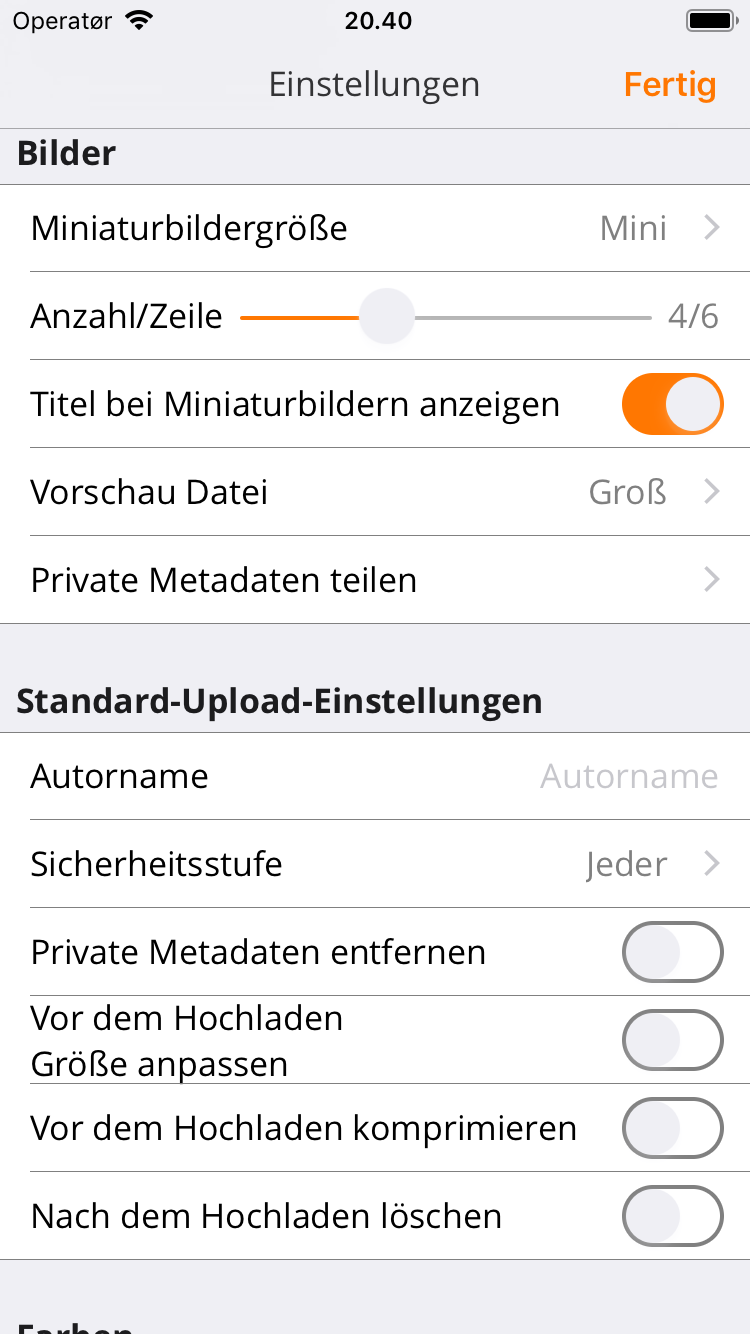 Operatør 20.40
Einstellungen Fertig
Bilder
Miniaturbildergröße Mini
Anzahl/Zeile 4/6
Titel bei Miniaturbildern anzeigen
Vorschau Datei Groß
Private Metadaten teilen
Standard-Upload-Einstellungen
Autorname Autorname
Sicherheitsstufe Jeder
Private Metadaten entfernen
Vor dem Hochladen
Größe anpassen
Vor dem Hochladen komprimieren
Nach dem Hochladen löschen
Farben